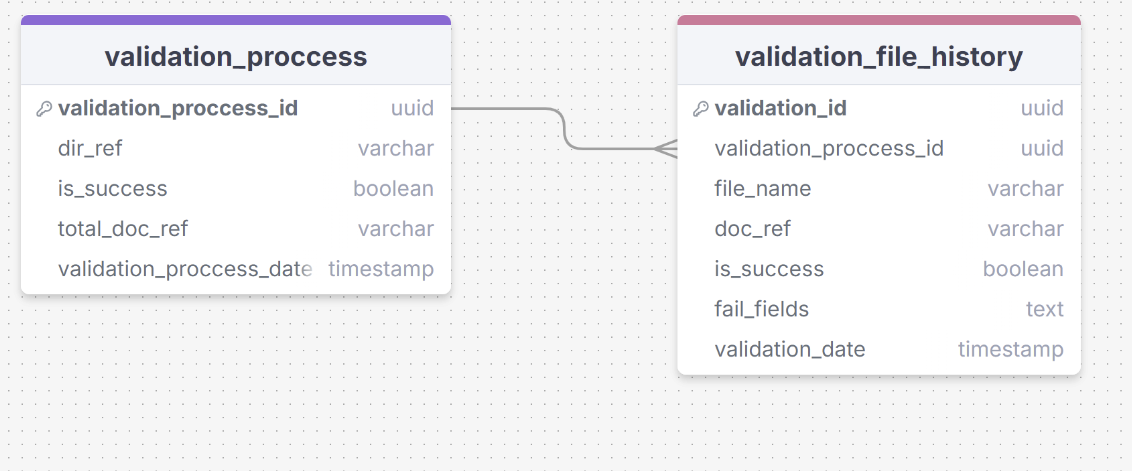 validation_proccess
validation_proccess_id uuid
dir_ref varchar
is_success boolean
total_doc_ref varchar
validation_proccess_date timestamp
validation_file_history
validation_id uuid
validation_proccess_id uuid
file_name varchar
doc_ref varchar
is_success boolean
fail_fields text
validation_date timestamp